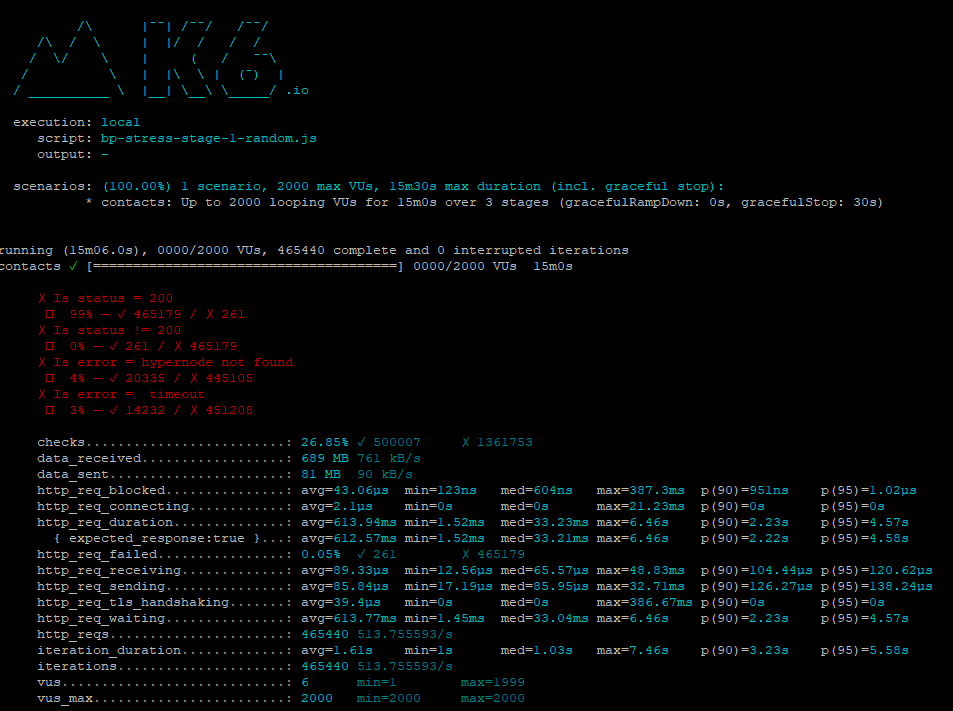 .io
execution: local
script: bp-stress-stage-1-random.js
output: -
scenarios: (100.00%) 1 scenario, 2000 max VUs, 15m30s max duration (incl. graceful stop):
* contacts: Up to 2000 looping VUs for 15m0s over 3 stages (gracefulRampDown: 0s, gracefulStop: 30s)
running (15m06.0s), 0000/2000 VUs, 465440 complete and 0 interrupted iterations
contacts ✓ [======================================] 0000/2000 VUs  15m0s
✗ Is status = 200
99% — ✓ 465179 / ✗ 261
✗ Is status != 200
0% — ✓ 261 / ✗ 465179
✗ Is error = hypernode not found
4% — ✓ 20335 / ✗ 445105
✗ Is error =  timeout
3% — ✓ 14232 / ✗ 451208
checks.........................: 26.85% ✓ 500007     ✗ 1361753
data_received..................: 689 MB 761 kB/s
data_sent......................: 81 MB  90 kB/s
http_req_blocked...............: avg=43.06µs  min=123ns   med=604ns   max=387.3ms  p(90)=951ns    p(95)=1.02µs
http_req_connecting............: avg=2.1µs    min=0s      med=0s      max=21.23ms  p(90)=0s       p(95)=0s
http_req_duration..............: avg=613.94ms min=1.52ms  med=33.23ms max=6.46s    p(90)=2.23s    p(95)=4.57s
{ expected_response:true }...: avg=612.57ms min=1.52ms  med=33.21ms max=6.46s    p(90)=2.22s    p(95)=4.58s
http_req_failed................: 0.05%  ✓ 261        ✗ 465179
http_req_receiving.............: avg=89.33µs  min=12.56µs med=65.57µs max=48.83ms  p(90)=104.44µs p(95)=120.62µs
http_req_sending...............: avg=85.84µs  min=17.19µs med=85.95µs max=32.71ms  p(90)=126.27µs p(95)=138.24µs
http_req_tls_handshaking.......: avg=39.4µs   min=0s      med=0s      max=386.67ms p(90)=0s       p(95)=0s
http_req_waiting...............: avg=613.77ms min=1.45ms  med=33.04ms max=6.46s    p(90)=2.23s    p(95)=4.57s
http_reqs......................: 465440 513.755593/s
iteration_duration.............: avg=1.61s    min=1s      med=1.03s   max=7.46s    p(90)=3.23s    p(95)=5.58s
iterations.....................: 465440 513.755593/s
vus............................: 6      min=1        max=1999
vus_max........................: 2000   min=2000     max=2000